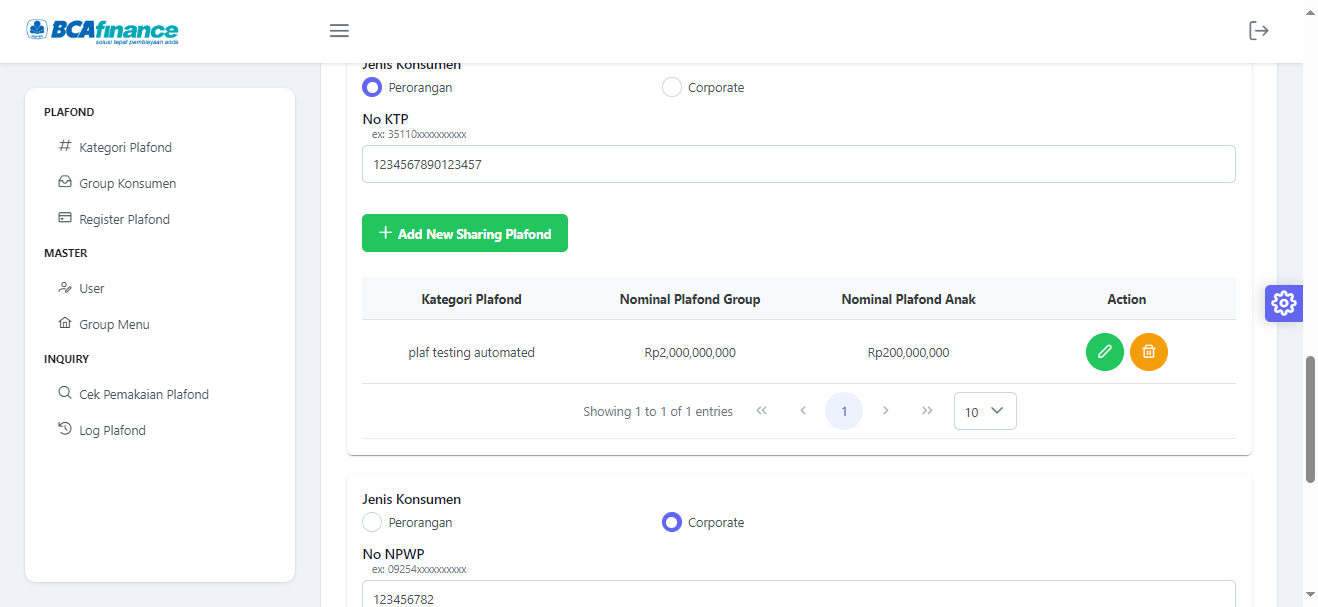 BCAfinance
solusi tepat pembiayaan anda
PLAFOND
Kategori Plafond
Group Konsumen
Register Plafond
MASTER
User
Group Menu
INQUIRY
Cek Pemakaian Plafond
Log Plafond
Jenis Konsumen
Perorangan Corporate
No KTP
ex: 35110xxxxxxxxxx
1234567890123457
Add New Sharing Plafond
Kategori Plafond Nominal Plafond Group Nominal Plafond Anak Action
plaf testing automated Rp2,000,000,000 Rp200,000,000
Showing 1 to 1 of 1 entries 1 10
Jenis Konsumen
Perorangan Corporate
No NPWP
ex: 09254xxxxxxxxxx
123456782